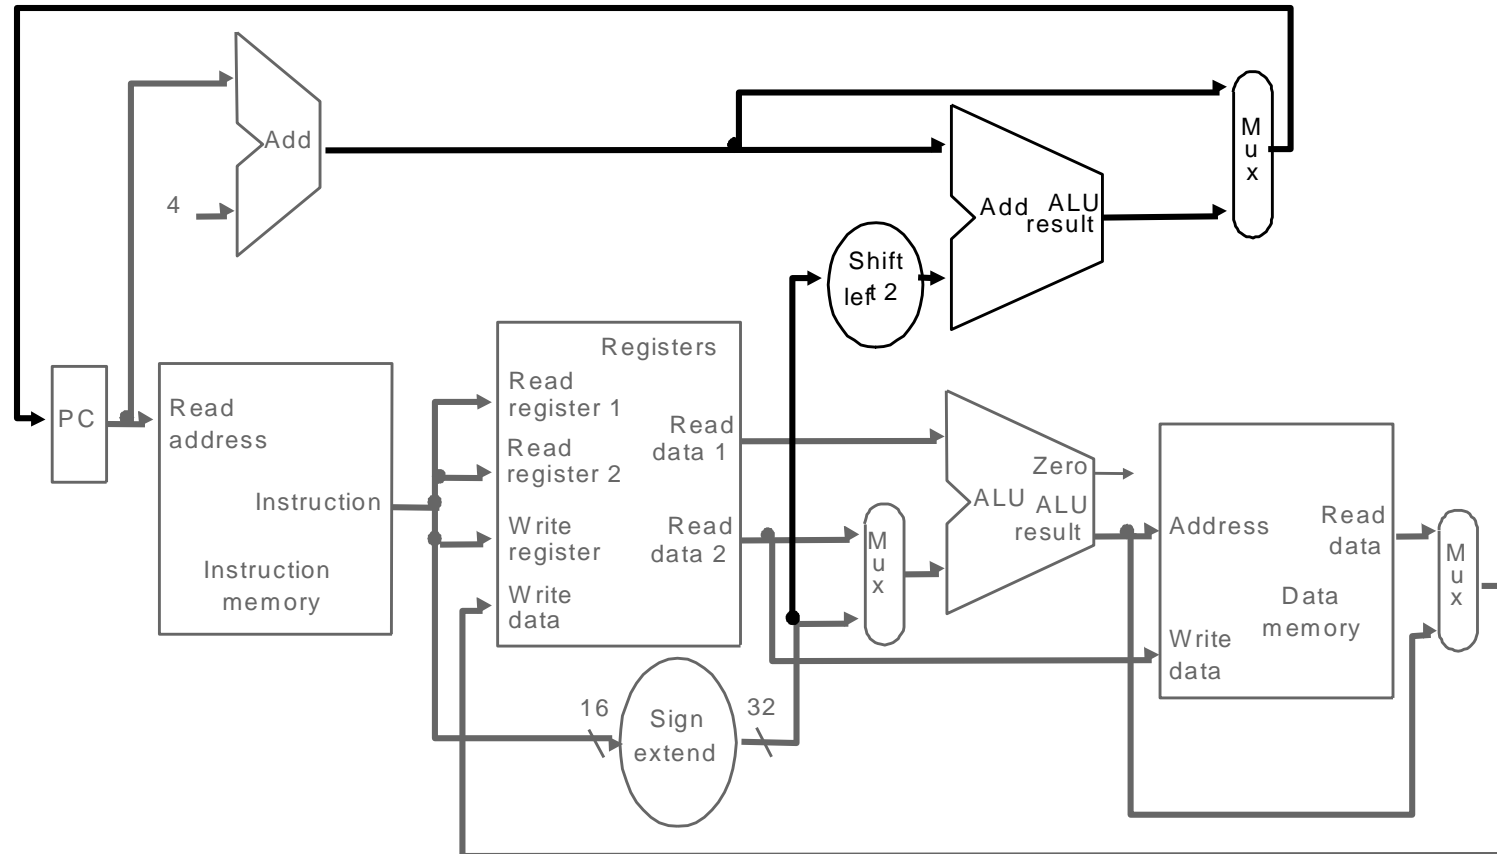 Add
4
M
u
x
Add
ALU
result
Shift
left 2
PC
Read
address
Instruction
Instruction
memory
Registers
Read
register 1
Read
register 2
Write
register
Write
data
Read
data 1
Read
data 2
16
Sign
extend
32
M
u
x
Zero
ALU
ALU
result
Address
Write
data
Read
data
Data
memory
M
u
x